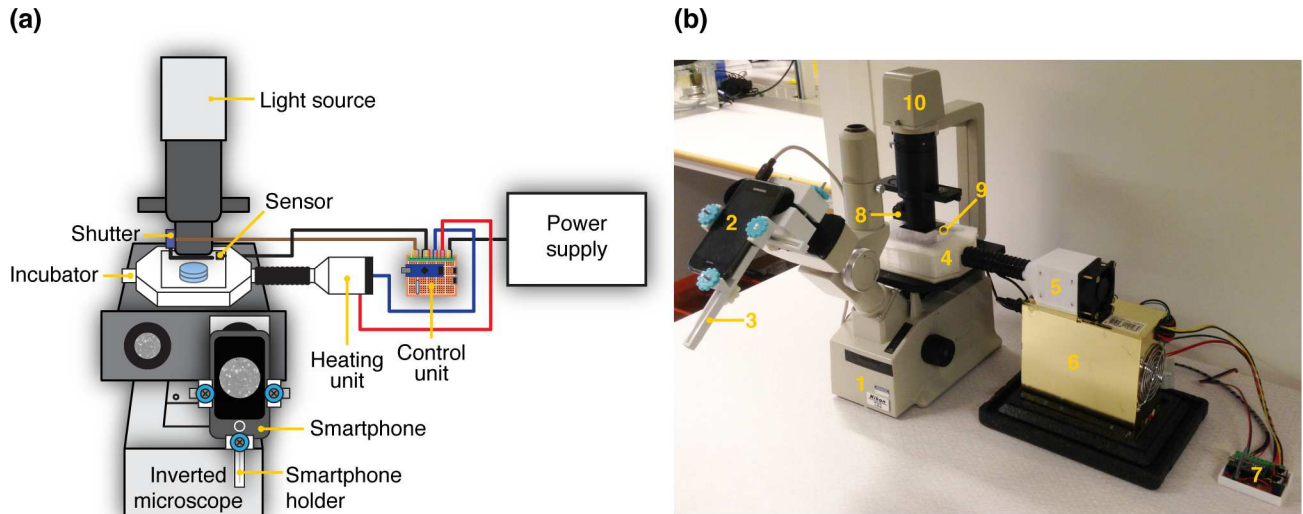 (a)
Light source
Sensor
Shutter
Incubator
Power
supply
Heating
unit
Control
unit
Smartphone
Inverted
microscope
Smartphone
holder
(b)
10
2
9
8
4
5
3
6
1
Nikon
7